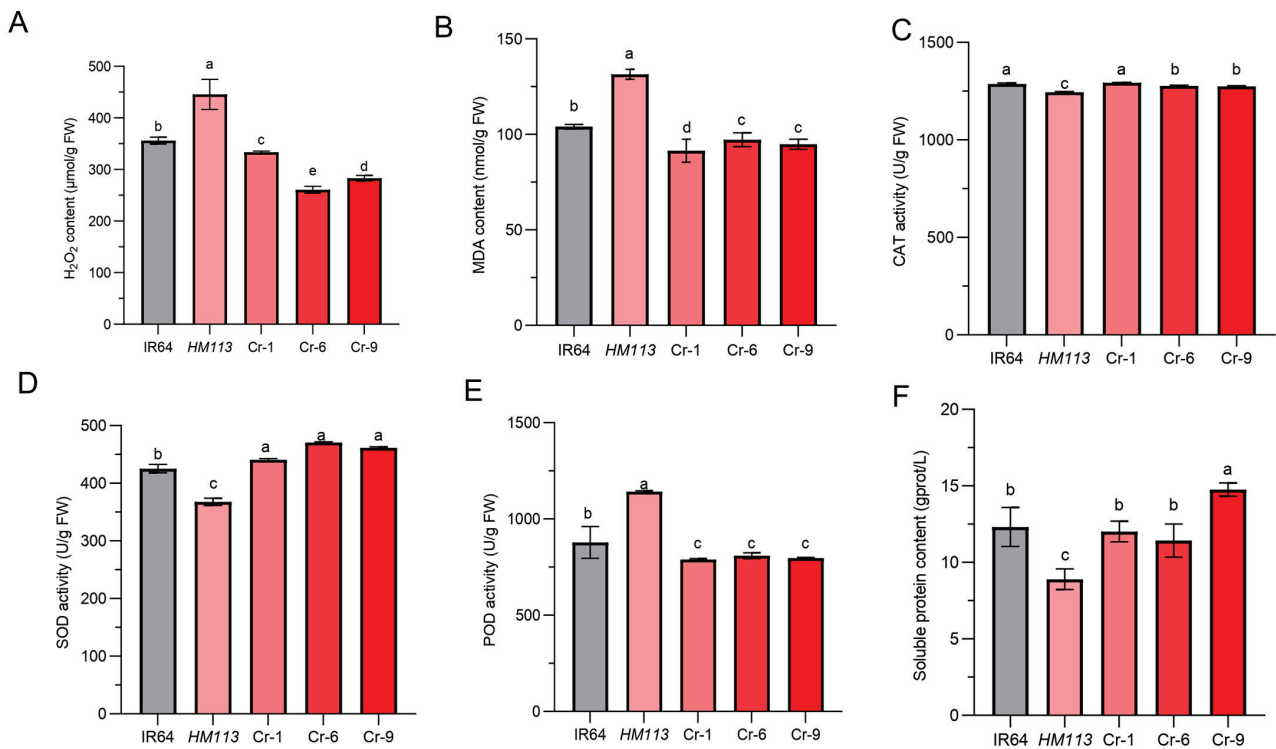 A
H₂O₂ content (μmol/g FW)
500
400
300
200
100
0
b
a
c
e
d
IR64
HM113
Cr-1
Cr-6
Cr-9
B
MDA content (nmol/g FW)
150
100
50
0
b
a
d
c
c
IR64
HM113
Cr-1
Cr-6
Cr-9
C
CAT activity (U/g FW)
1500
1250
250
0
a
c
a
b
b
IR64
HM113
Cr-1
Cr-6
Cr-9
D
SOD activity (U/g FW)
500
450
400
350
300
0
b
c
a
a
a
IR64
HM113
Cr-1
Cr-6
Cr-9
E
POD activity (U/g FW)
1500
1000
500
0
b
a
c
c
c
IR64
HM113
Cr-1
Cr-6
Cr-9
F
Soluble protein content (gprot/L)
20
15
10
5
0
b
c
b
b
a
IR64
HM113
Cr-1
Cr-6
Cr-9